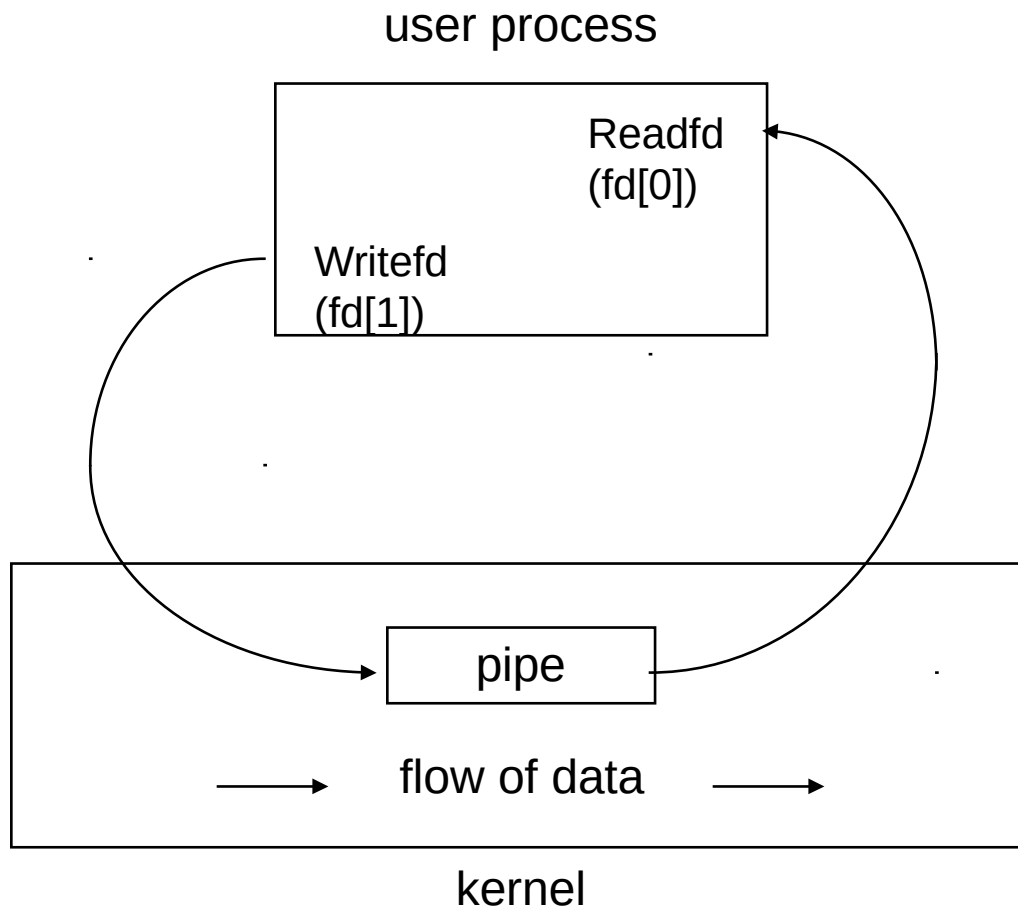 user process
Readfd
(fd[0])
Writefd
(fd[1])
pipe
flow of data
kernel